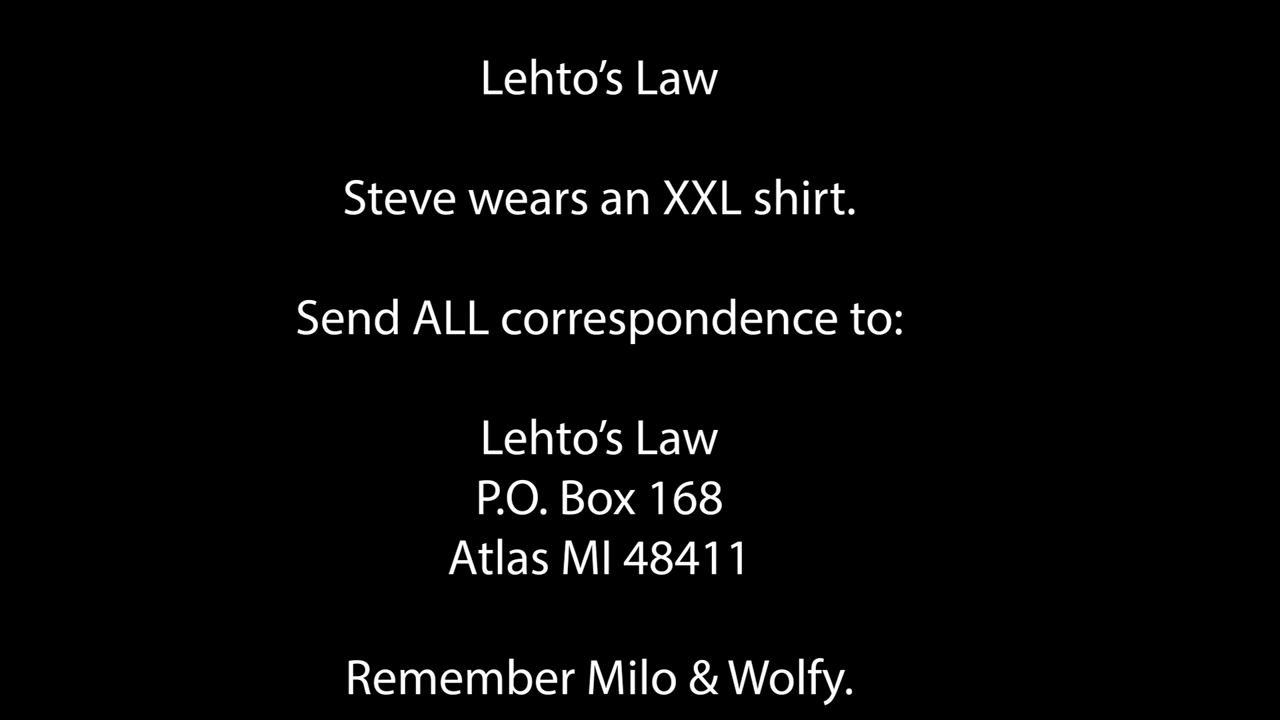 Lehto’s Law
Steve wears an XXL shirt.
Send ALL correspondence to:
Lehto’s Law
P.O. Box 168
Atlas MI 48411
Remember Milo & Wolfy.